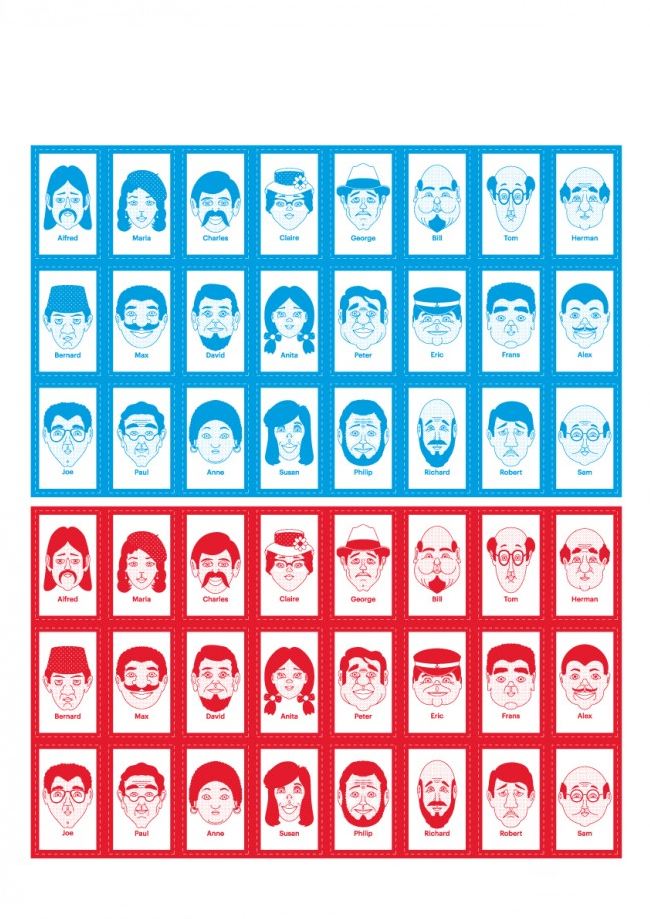 Alfred Maria Charles Claire George Bill Tom Herman
Bernard Max David Anita Peter Eric Frans Alex
Joe Paul Anne Susan Philip Richard Robert Sam
Alfred Maria Charles Claire George Bill Tom Herman
Bernard Max David Anita Peter Eric Frans Alex
Joe Paul Anne Susan Philip Richard Robert Sam